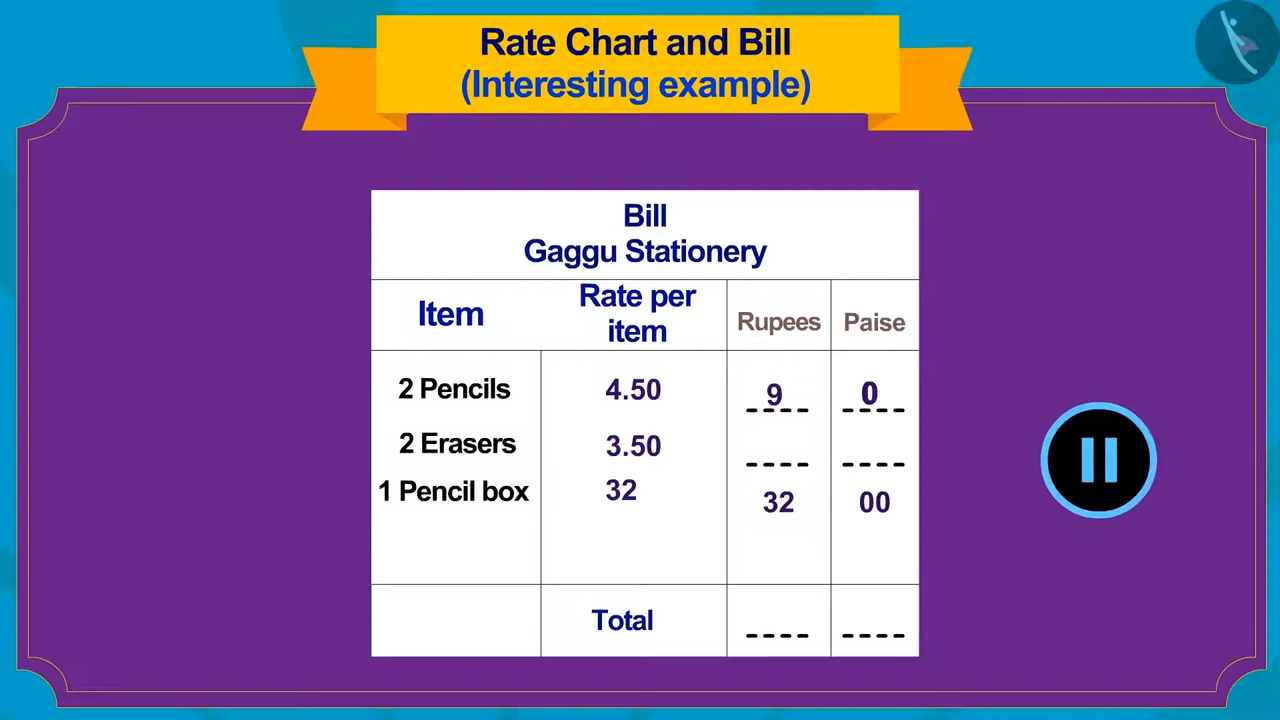 Rate Chart and Bill
(Interesting example)
Bill
Gaggu Stationery
Item Rate per item Rupees Paise
2 Pencils 4.50 9 0
2 Erasers 3.50 ---- ----
1 Pencil box 32 32 00
Total ---- ----